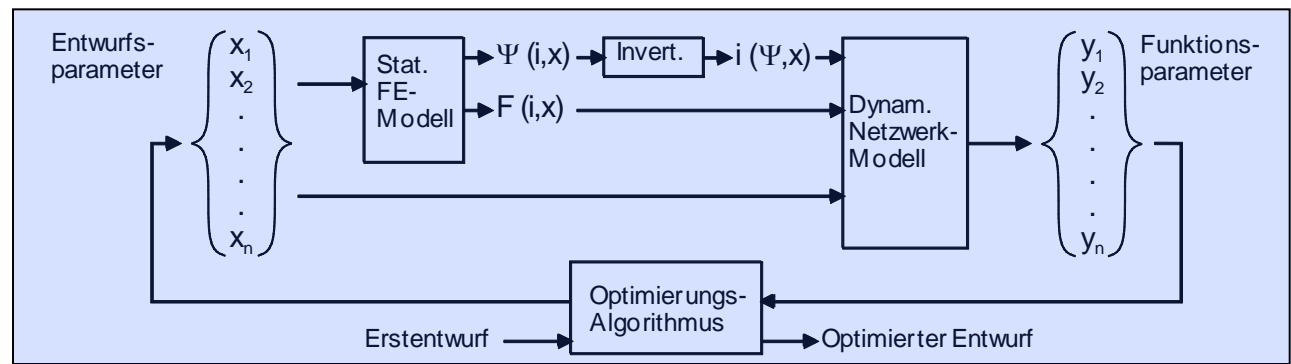 Entwurfs-
parameter
x₁
x₂
.
.
.
.
xₙ
Stat.
FE-
Modell
Ψ (i,x)
F (i,x)
Invert.
i (Ψ,x)
Dynam.
Netzwerk-
Modell
y₁
y₂
.
.
.
.
yₙ
Funktions-
parameter
Optimierungs-
Algorithmus
Erstentwurf
Optimierter Entwurf